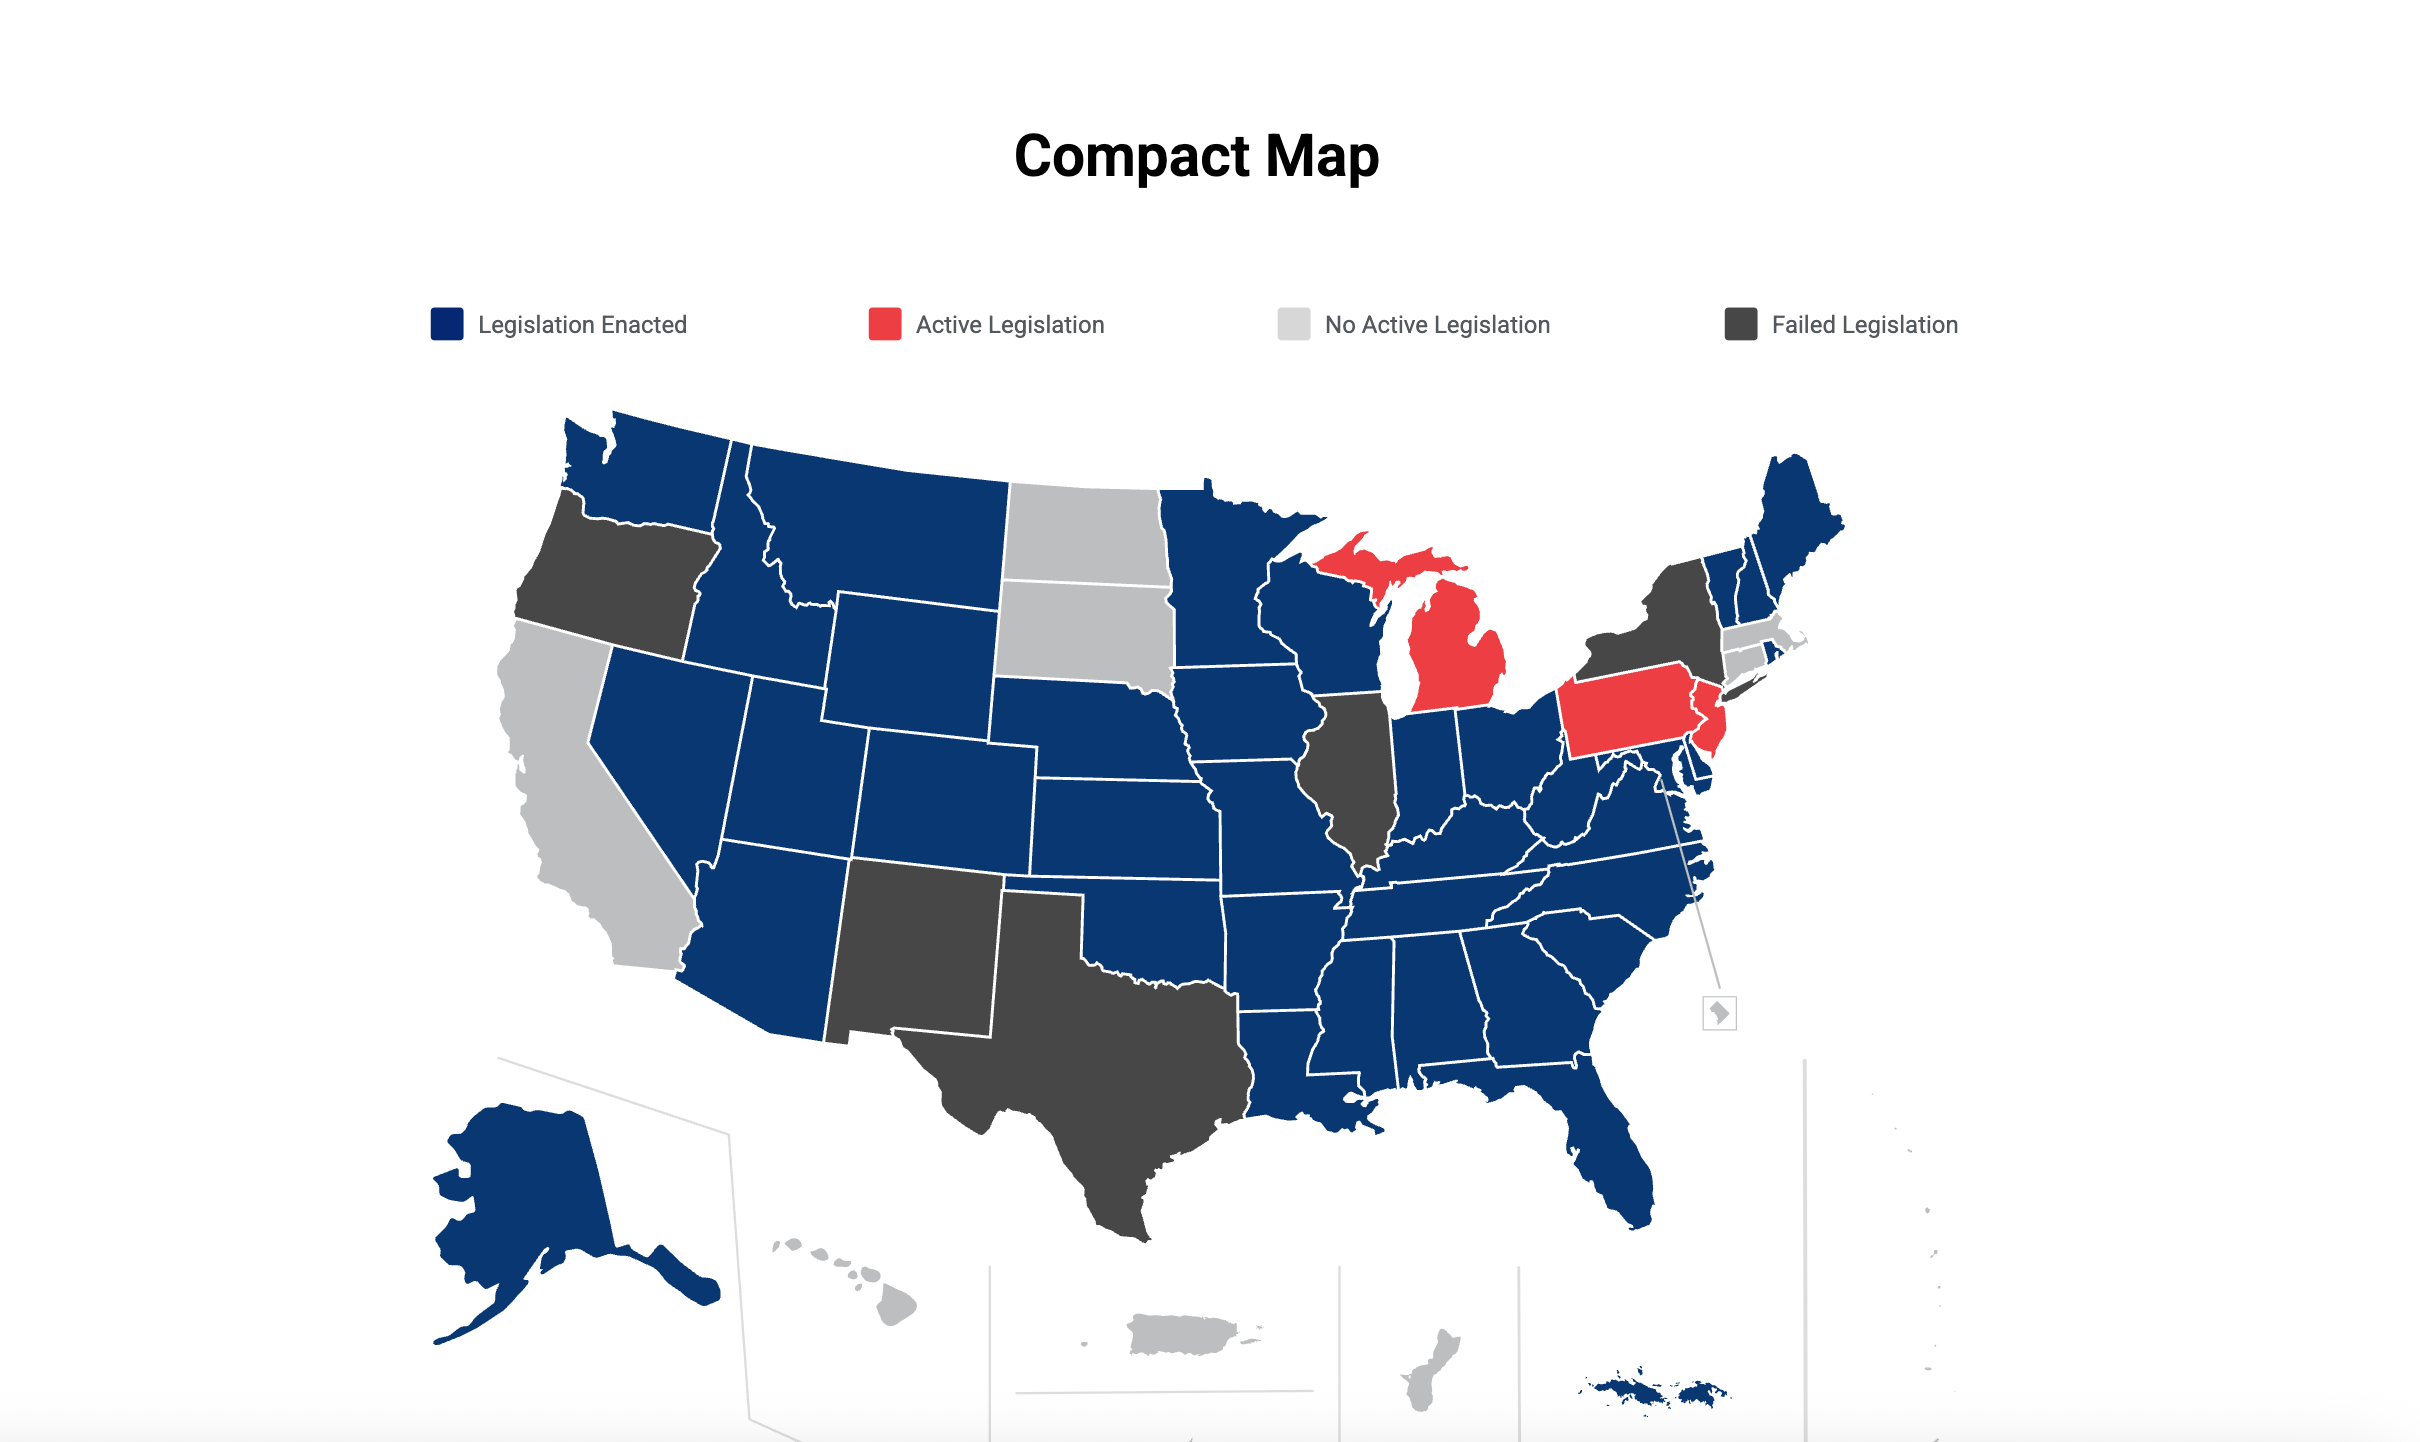 Compact Map
Legislation Enacted
Active Legislation
No Active Legislation
Failed Legislation